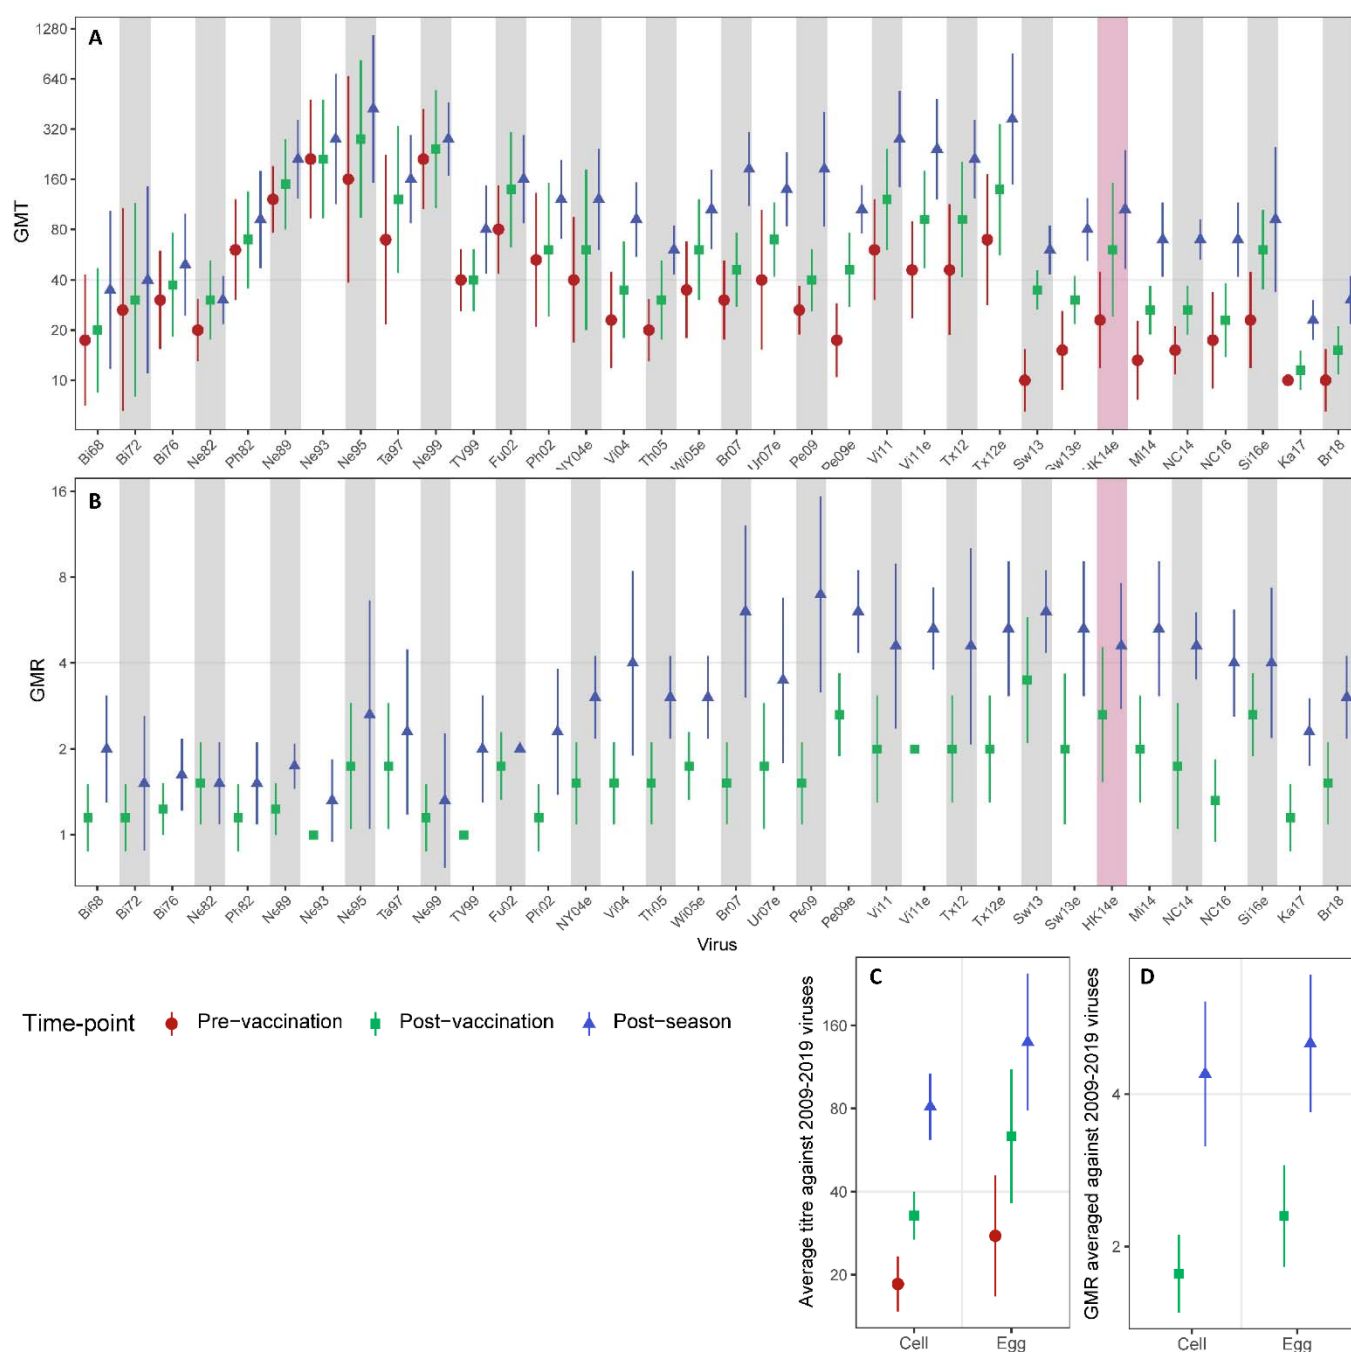 A
1280
640
320
160
80
40
20
10
GMT
Bi68 Bi72 Bi76 Ne82 Ph82 Ne89 Ne93 Ne95 Ta97 Ne99 TV99 Fu02 Ph02 NY04e Vi04 Th05 Wi05e Br07 Ur07e Pe09 Pe09e Vi11 Vi11e Tx12 Tx12e Sw13 Sw13e HK14e Mi14 NC14 NC16 Si16e Ka17 Br18
B
16
8
4
2
1
GMR
Bi68 Bi72 Bi76 Ne82 Ph82 Ne89 Ne93 Ne95 Ta97 Ne99 TV99 Fu02 Ph02 NY04e Vi04 Th05 Wi05e Br07 Ur07e Pe09 Pe09e Vi11 Vi11e Tx12 Tx12e Sw13 Sw13e HK14e Mi14 NC14 NC16 Si16e Ka17 Br18
Virus
Time-point Pre-vaccination Post-vaccination Post-season
C
160
80
40
20
Average titre against 2009-2019 viruses
Cell Egg
D
4
2
GMR averaged against 2009-2019 viruses
Cell Egg